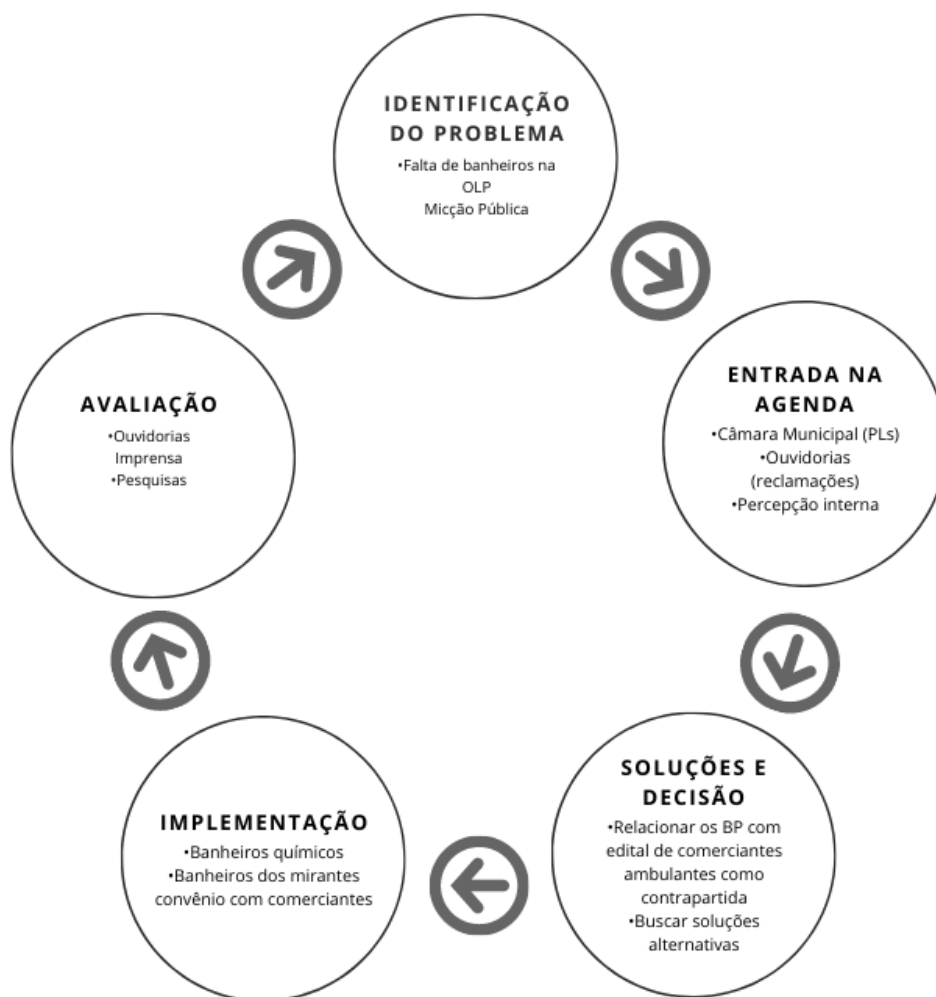 IDENTIFICAÇÃO
DO PROBLEMA
•Falta de banheiros na
OLP
Micção Pública
ENTRADA NA
AGENDA
•Câmara Municipal (PLs)
•Ouvidorias
(reclamações)
•Percepção interna
SOLUÇÕES E
DECISÃO
•Relacionar os BP com
edital de comerciantes
ambulantes como
contrapartida
•Buscar soluções
alternativas
IMPLEMENTAÇÃO
•Banheiros químicos
•Banheiros dos mirantes
convênio com comerciantes
AVALIAÇÃO
•Ouvidorias
Imprensa
•Pesquisas